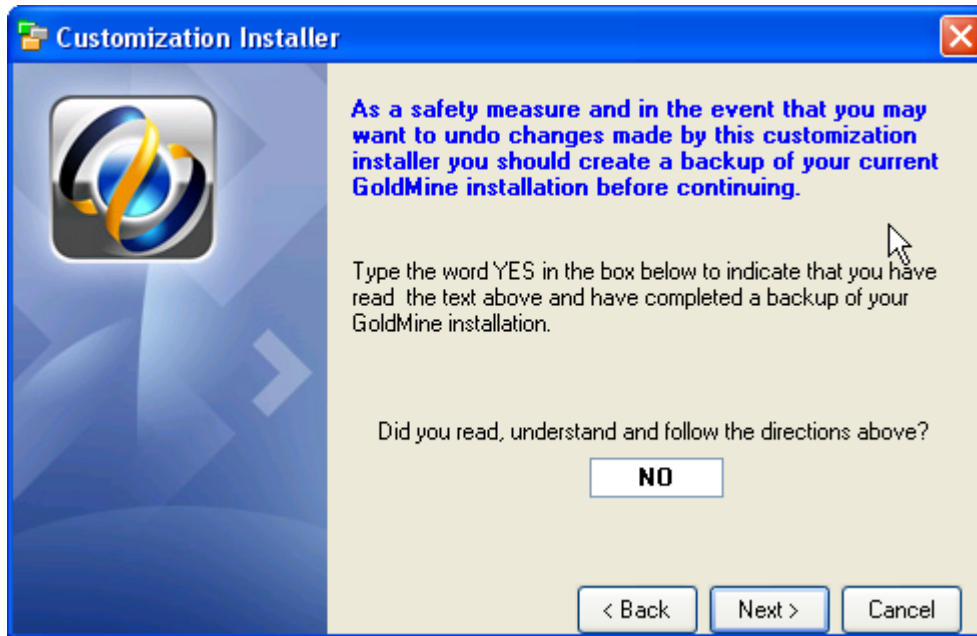 Customization Installer
As a safety measure and in the event that you may
want to undo changes made by this customization
installer you should create a backup of your current
GoldMine installation before continuing.
Type the word YES in the box below to indicate that you have
read  the text above and have completed a backup of your
GoldMine installation.
Did you read, understand and follow the directions above?
NO
< Back
Next >
Cancel